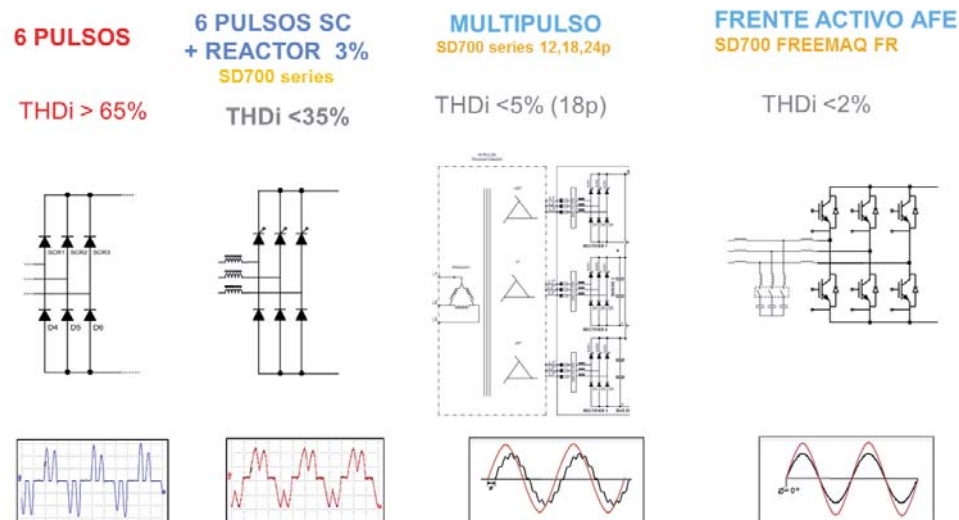 6 PULSOS
THDi > 65%
SCR1 SCR2 SCR3
D4 D5 D6
6 PULSOS SC
+ REACTOR 3%
SD700 series
THDi <35%
MULTIPULSO
SD700 series 12,18,24p
THDi <5% (18p)
FRENTE ACTIVO AFE
SD700 FREEMAQ FR
THDi <2%
Ø=0°